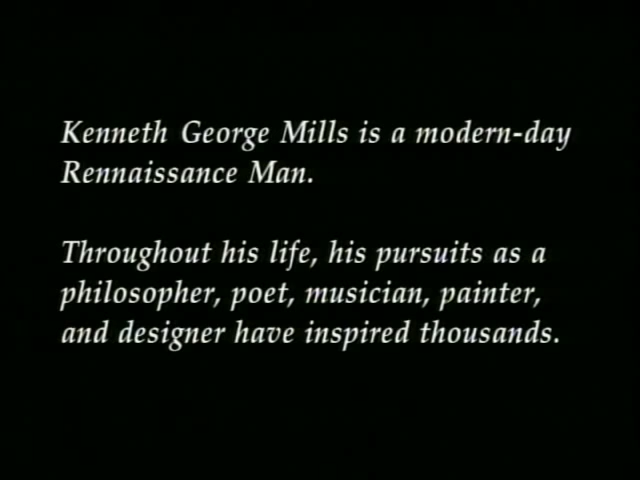 Kenneth George Mills is a modern-day
Rennaissance Man.
Throughout his life, his pursuits as a
philosopher, poet, musician, painter,
and designer have inspired thousands.